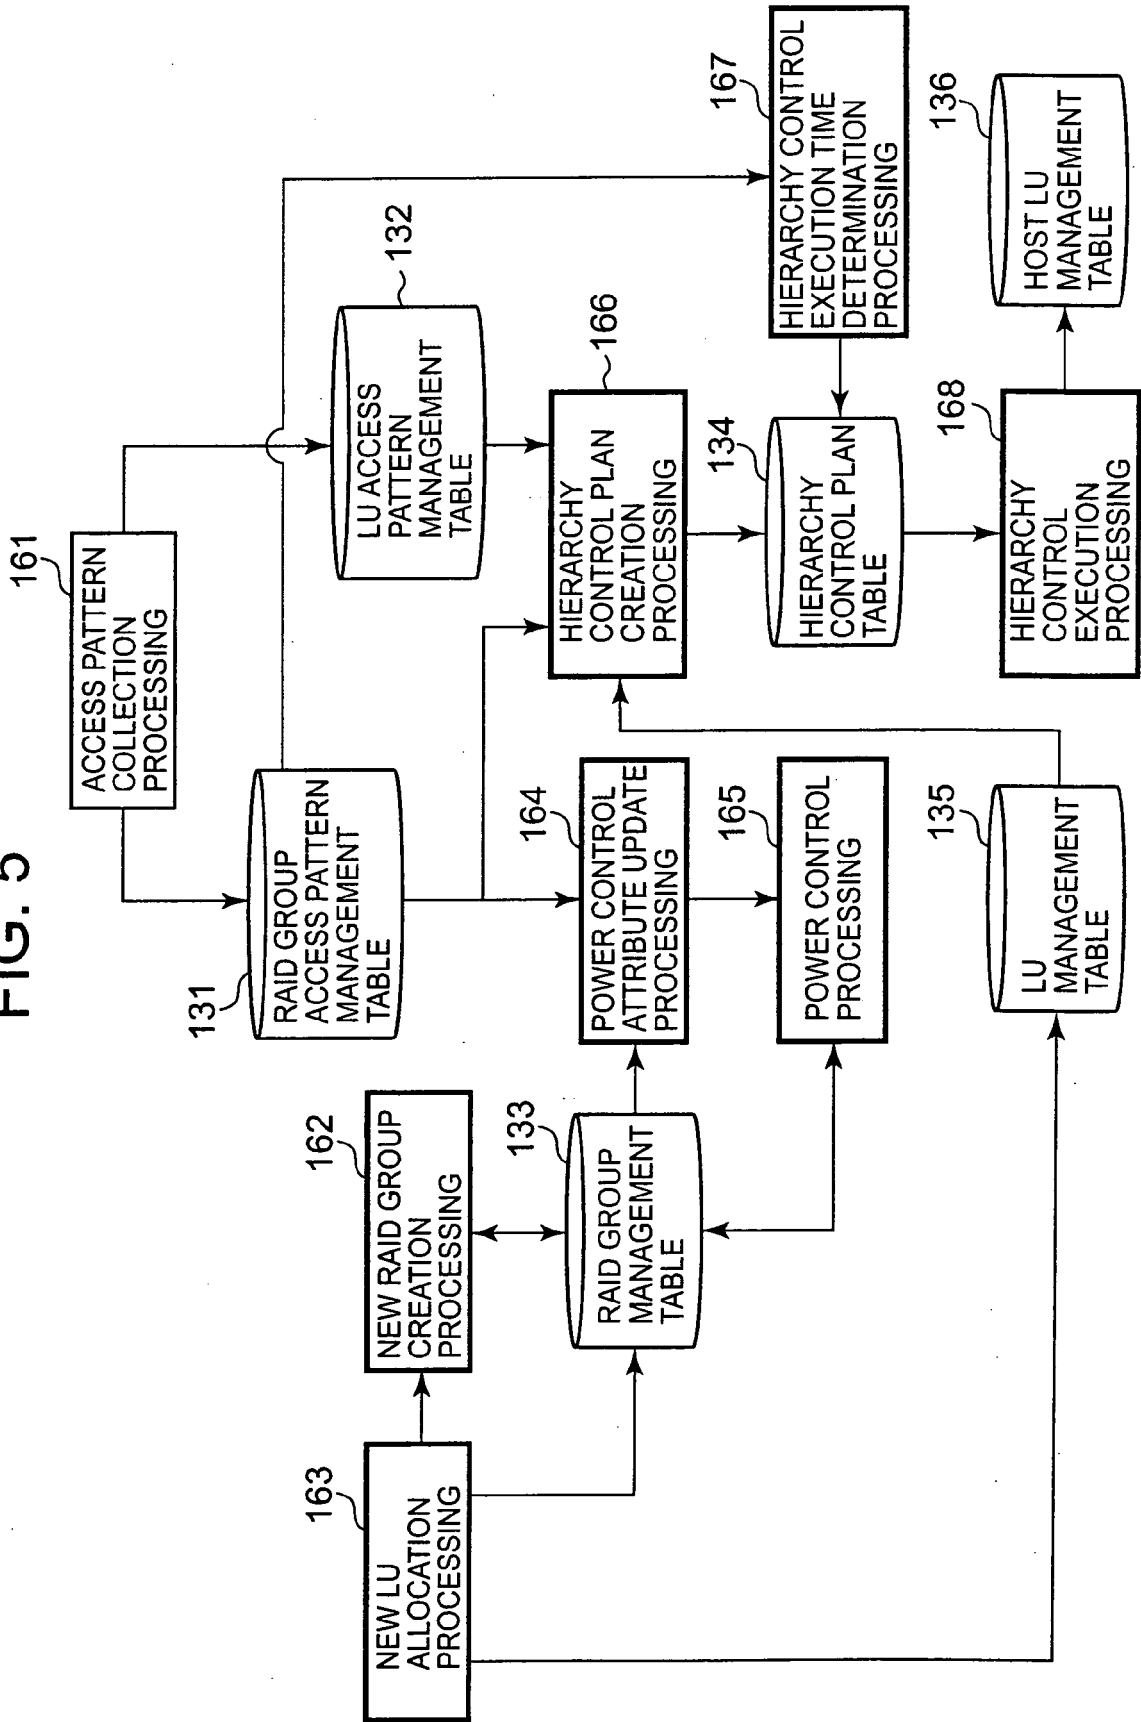 FIG. 5
161
ACCESS PATTERN
COLLECTION
PROCESSING
131
RAID GROUP
ACCESS PATTERN
MANAGEMENT
TABLE
132
LU ACCESS
PATTERN
MANAGEMENT
TABLE
163
NEW LU
ALLOCATION
PROCESSING
162
NEW RAID GROUP
CREATION
PROCESSING
133
RAID GROUP
MANAGEMENT
TABLE
164
POWER CONTROL
ATTRIBUTE UPDATE
PROCESSING
165
POWER CONTROL
PROCESSING
166
HIERARCHY
CONTROL PLAN
CREATION
PROCESSING
167
HIERARCHY CONTROL
EXECUTION TIME
DETERMINATION
PROCESSING
134
HIERARCHY
CONTROL PLAN
TABLE
135
LU
MANAGEMENT
TABLE
168
HIERARCHY
CONTROL
EXECUTION
PROCESSING
136
HOST LU
MANAGEMENT
TABLE